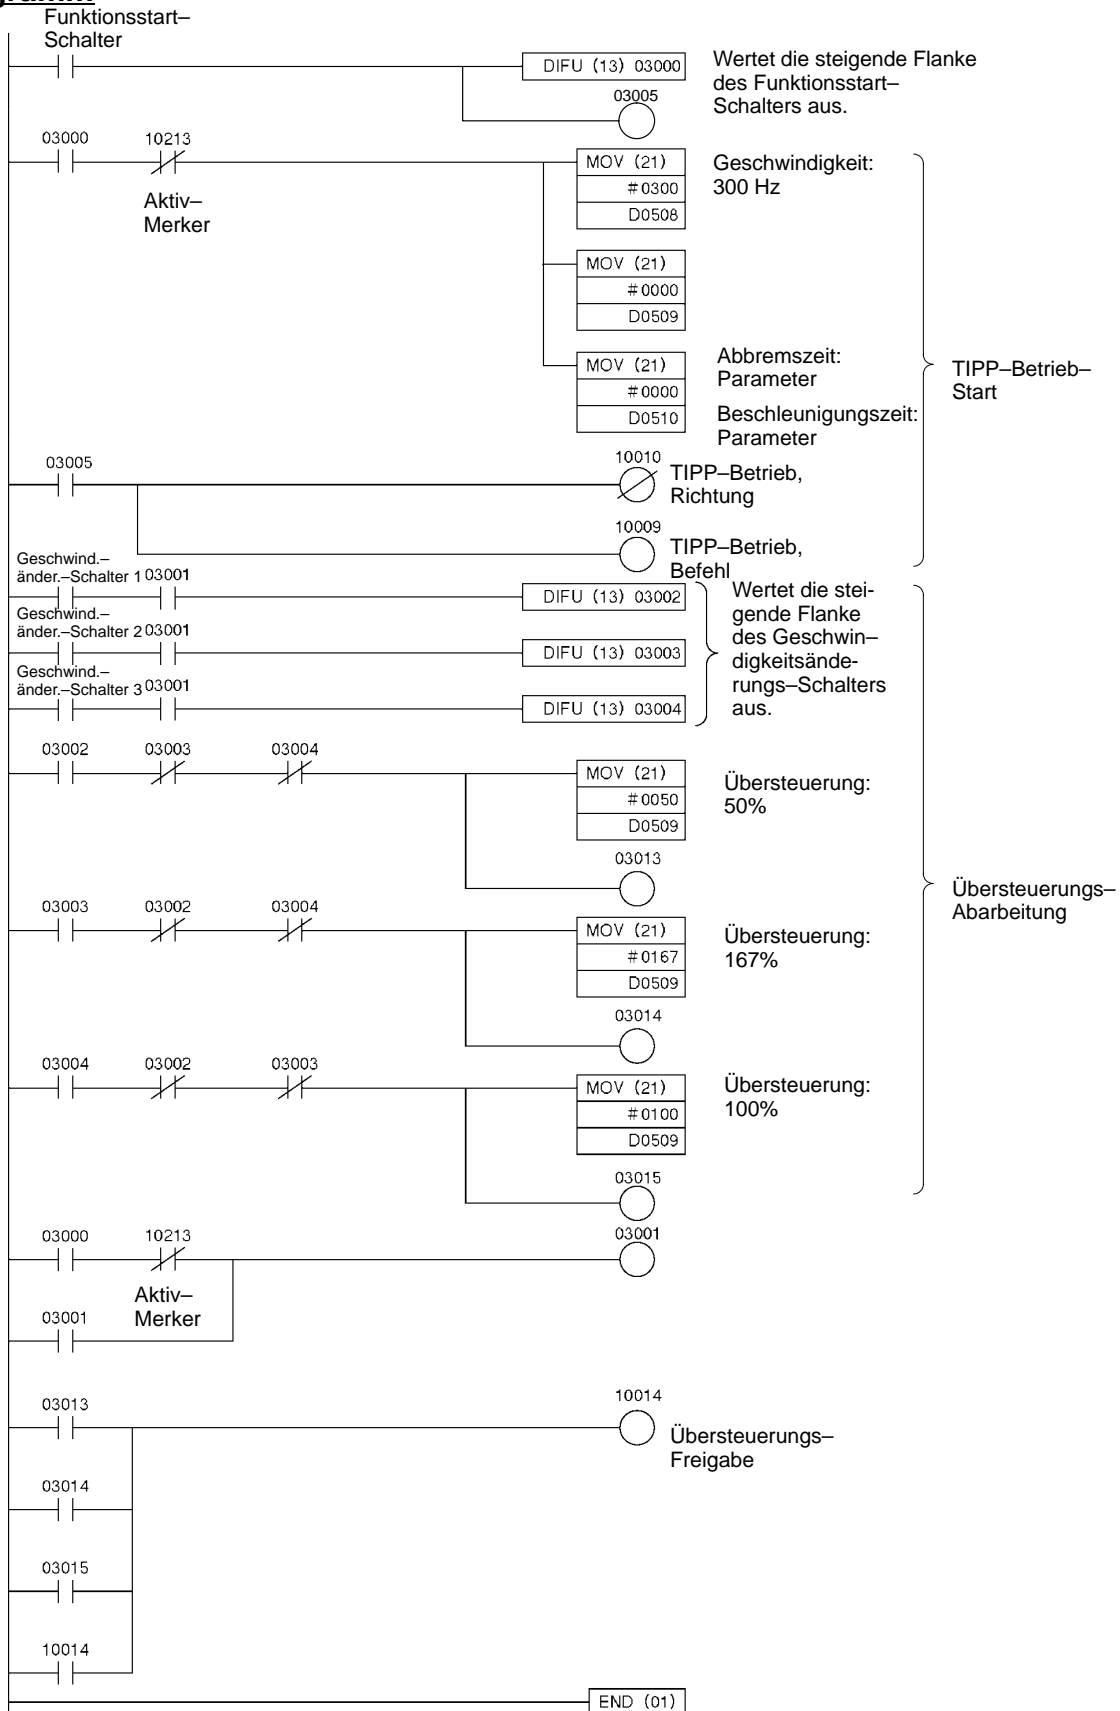 Funktionsstart–
Schalter
DIFU (13) 03000
Wertet die steigende Flanke
des Funktionsstart–
Schalters aus.
03005
03000 10213
Aktiv–
Merker
MOV (21)
#0300
D0508
Geschwindigkeit:
300 Hz
MOV (21)
#0000
D0509
MOV (21)
#0000
D0510
Abbremszeit:
Parameter
Beschleunigungszeit:
Parameter
TIPP–Betrieb–
Start
03005
10010
TIPP–Betrieb,
Richtung
10009
TIPP–Betrieb,
Befehl
Geschwind.–
änder.–Schalter 1 03001
DIFU (13) 03002
Geschwind.–
änder.–Schalter 2 03001
DIFU (13) 03003
Geschwind.–
änder.–Schalter 3 03001
DIFU (13) 03004
Wertet die stei-
gende Flanke
des Geschwin–
digkeitsände-
rungs–Schalters
aus.
03002 03003 03004
MOV (21)
#0050
D0509
Übersteuerung:
50%
03013
Übersteuerungs–
Abarbeitung
03003 03002 03004
MOV (21)
#0167
D0509
Übersteuerung:
167%
03014
03004 03002 03003
MOV (21)
#0100
D0509
Übersteuerung:
100%
03015
03000 10213
03001
Aktiv–
Merker
03001
03013
10014
Übersteuerungs–
Freigabe
03014
03015
10014
END (01)